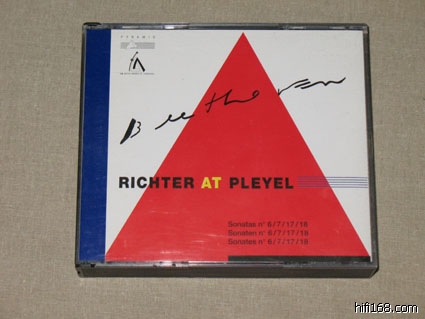 PYRAMID
Beethoven
RICHTER AT PLEYEL
Sonatas n° 6/7/17/18
Sonaten n° 6/7/17/18
Sonates n° 6/7/17/18
hifi168.com